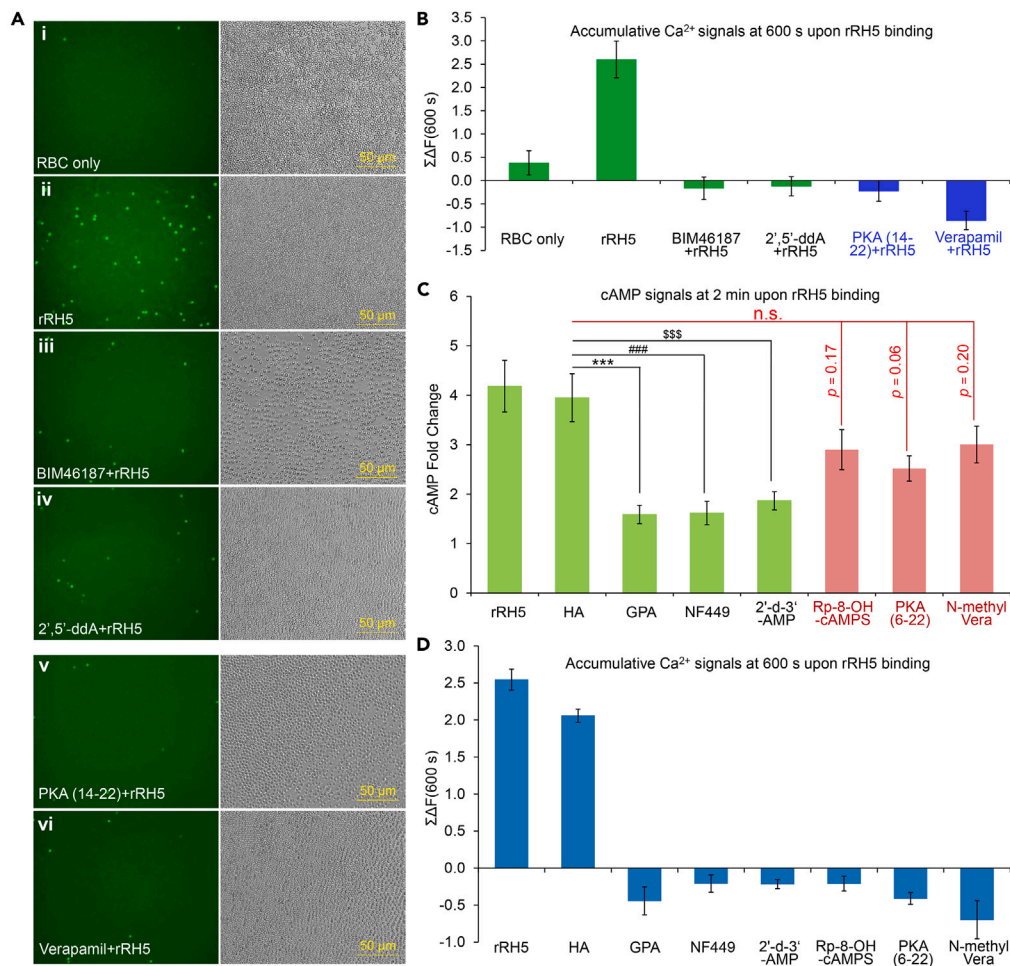 A
i
RBC only
50 µm
ii
rRH5
50 µm
iii
BIM46187+rRH5
50 µm
iv
2',5'-ddA+rRH5
50 µm
v
PKA (14-22)+rRH5
50 µm
vi
Verapamil+rRH5
50 µm
B
Accumulative Ca²⁺ signals at 600 s upon rRH5 binding
ΣΔF(600 s)
3.5
3.0
2.5
2.0
1.5
1.0
0.5
0.0
-0.5
-1.0
-1.5
RBC only
rRH5
BIM46187
+rRH5
2',5'-ddA
+rRH5
PKA (14-
22)+rRH5
Verapamil
+rRH5
C
cAMP signals at 2 min upon rRH5 binding
n.s.
$$$
###
***
p = 0.17
p = 0.06
p = 0.20
cAMP Fold Change
6
5
4
3
2
1
0
rRH5
HA
GPA
NF449
2'-d-3‘
-AMP
Rp-8-OH
-cAMPS
PKA
(6-22)
N-methyl
Vera
D
Accumulative Ca²⁺ signals at 600 s upon rRH5 binding
ΣΔF(600 s)
3.0
2.5
2.0
1.5
1.0
0.5
0.0
-0.5
-1.0
rRH5
HA
GPA
NF449
2'-d-3‘
-AMP
Rp-8-OH
-cAMPS
PKA
(6-22)
N-methyl
Vera